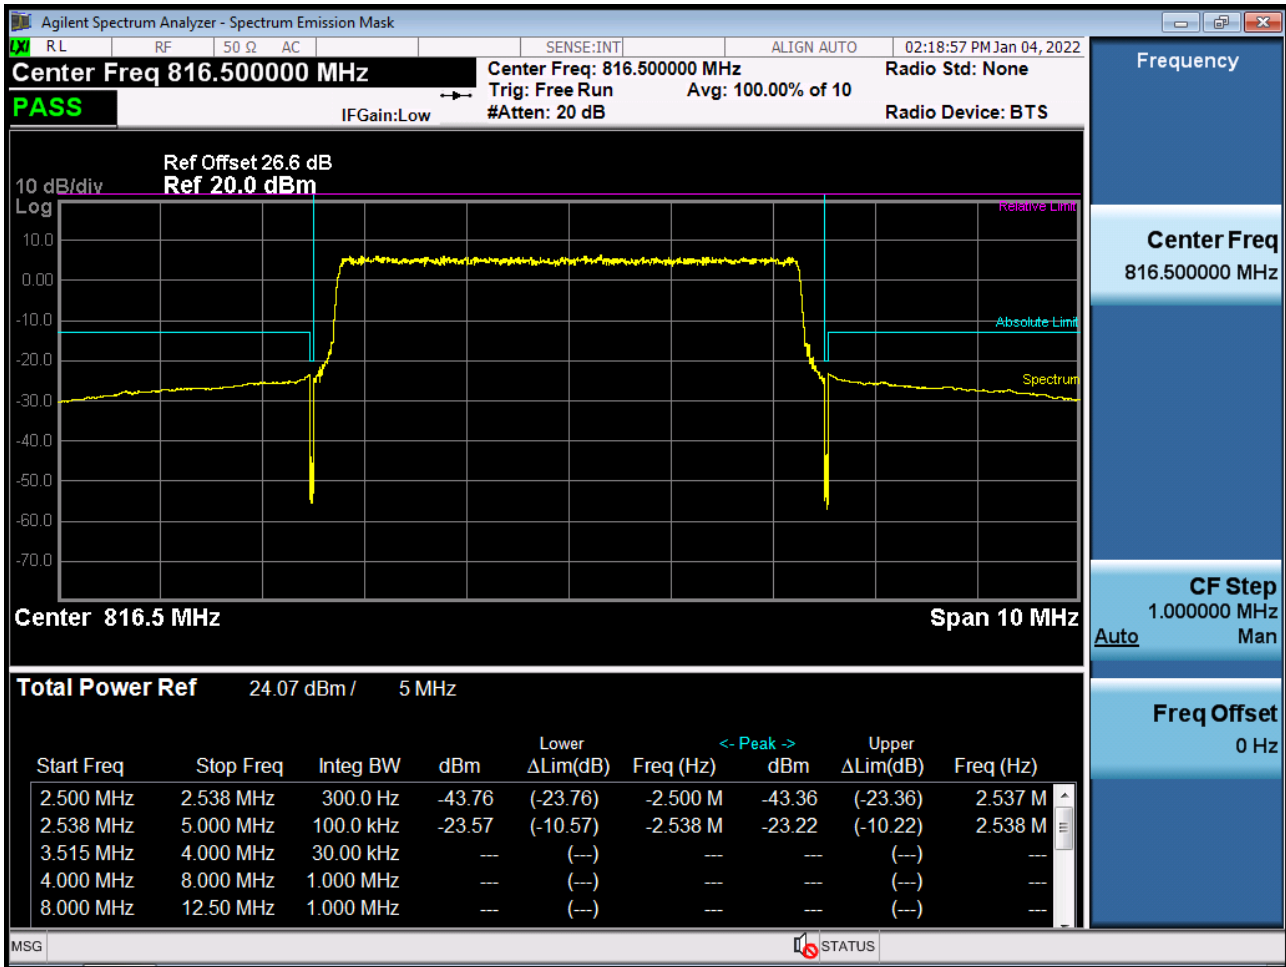 Agilent Spectrum Analyzer - Spectrum Emission Mask
LXI RL RF 50 Ω AC SENSE:INT ALIGN AUTO 02:18:57 PM Jan 04, 2022
Center Freq 816.500000 MHz
Center Freq: 816.500000 MHz Radio Std: None
Trig: Free Run Avg: 100.00% of 10
PASS
IFGain:Low #Atten: 20 dB Radio Device: BTS
Ref Offset 26.6 dB
10 dB/div Ref 20.0 dBm
Log
Relative Limit
10.0
0.00
-10.0
Absolute Limit
-20.0
Spectrum
-30.0
-40.0
-50.0
-60.0
-70.0
Center 816.5 MHz Span 10 MHz
Total Power Ref 24.07 dBm / 5 MHz
Lower <- Peak -> Upper
Start Freq Stop Freq Integ BW dBm ΔLim(dB) Freq (Hz) dBm ΔLim(dB) Freq (Hz)
2.500 MHz 2.538 MHz 300.0 Hz -43.76 (-23.76) -2.500 M -43.36 (-23.36) 2.537 M
2.538 MHz 5.000 MHz 100.0 kHz -23.57 (-10.57) -2.538 M -23.22 (-10.22) 2.538 M
3.515 MHz 4.000 MHz 30.00 kHz --- (---) --- --- (---) ---
4.000 MHz 8.000 MHz 1.000 MHz --- (---) --- --- (---) ---
8.000 MHz 12.50 MHz 1.000 MHz --- (---) --- --- (---) ---
MSG STATUS
Frequency
Center Freq
816.500000 MHz
CF Step
1.000000 MHz
Auto Man
Freq Offset
0 Hz